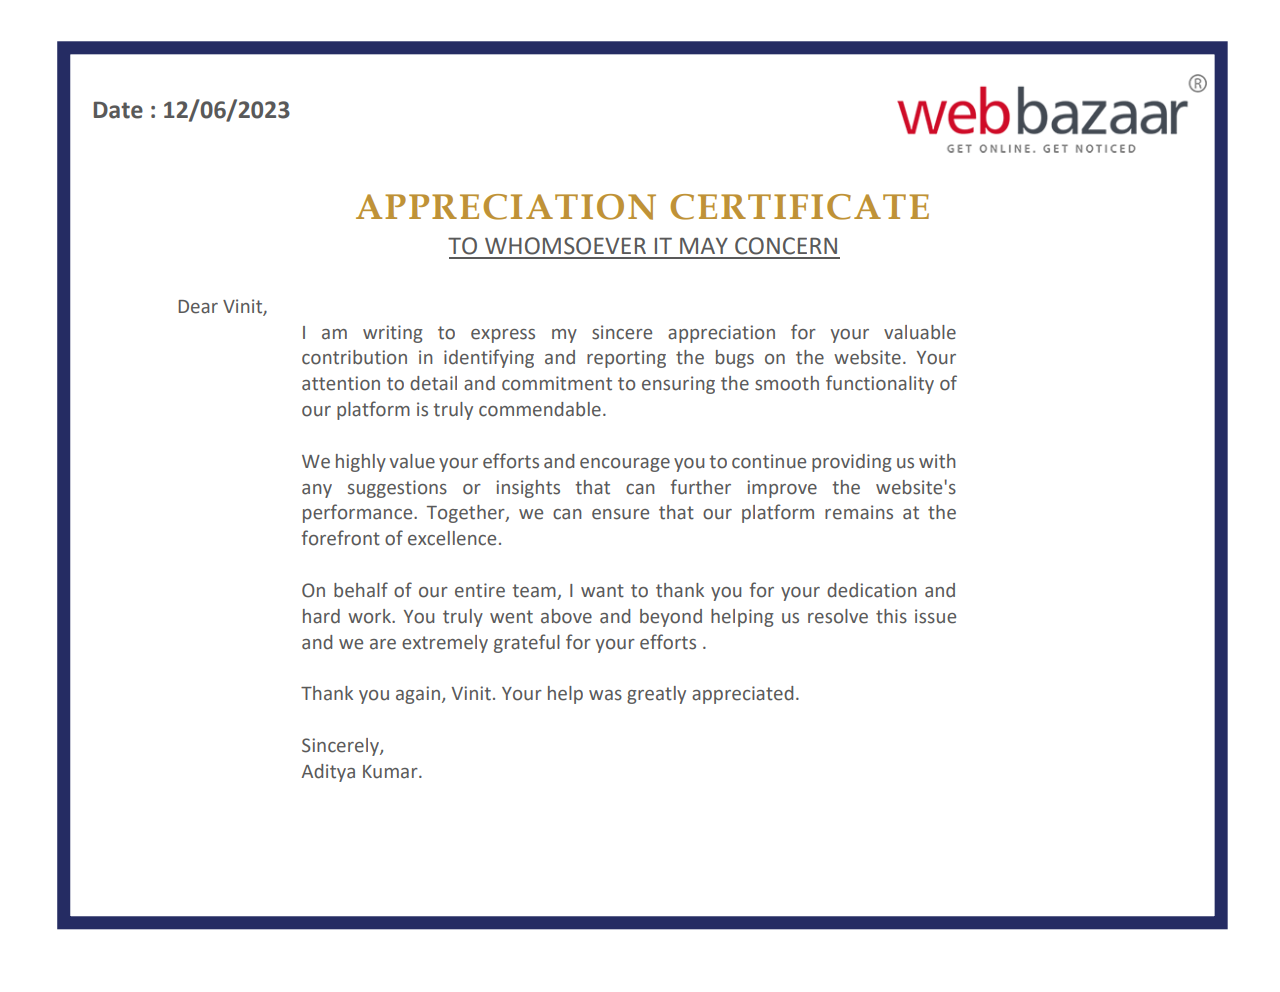 Date : 12/06/2023
webbazaar®
GET ONLINE. GET NOTICED
APPRECIATION CERTIFICATE
TO WHOMSOEVER IT MAY CONCERN
Dear Vinit,
I am writing to express my sincere appreciation for your valuable
contribution in identifying and reporting the bugs on the website. Your
attention to detail and commitment to ensuring the smooth functionality of
our platform is truly commendable.
We highly value your efforts and encourage you to continue providing us with
any suggestions or insights that can further improve the website's
performance. Together, we can ensure that our platform remains at the
forefront of excellence.
On behalf of our entire team, I want to thank you for your dedication and
hard work. You truly went above and beyond helping us resolve this issue
and we are extremely grateful for your efforts .
Thank you again, Vinit. Your help was greatly appreciated.
Sincerely,
Aditya Kumar.